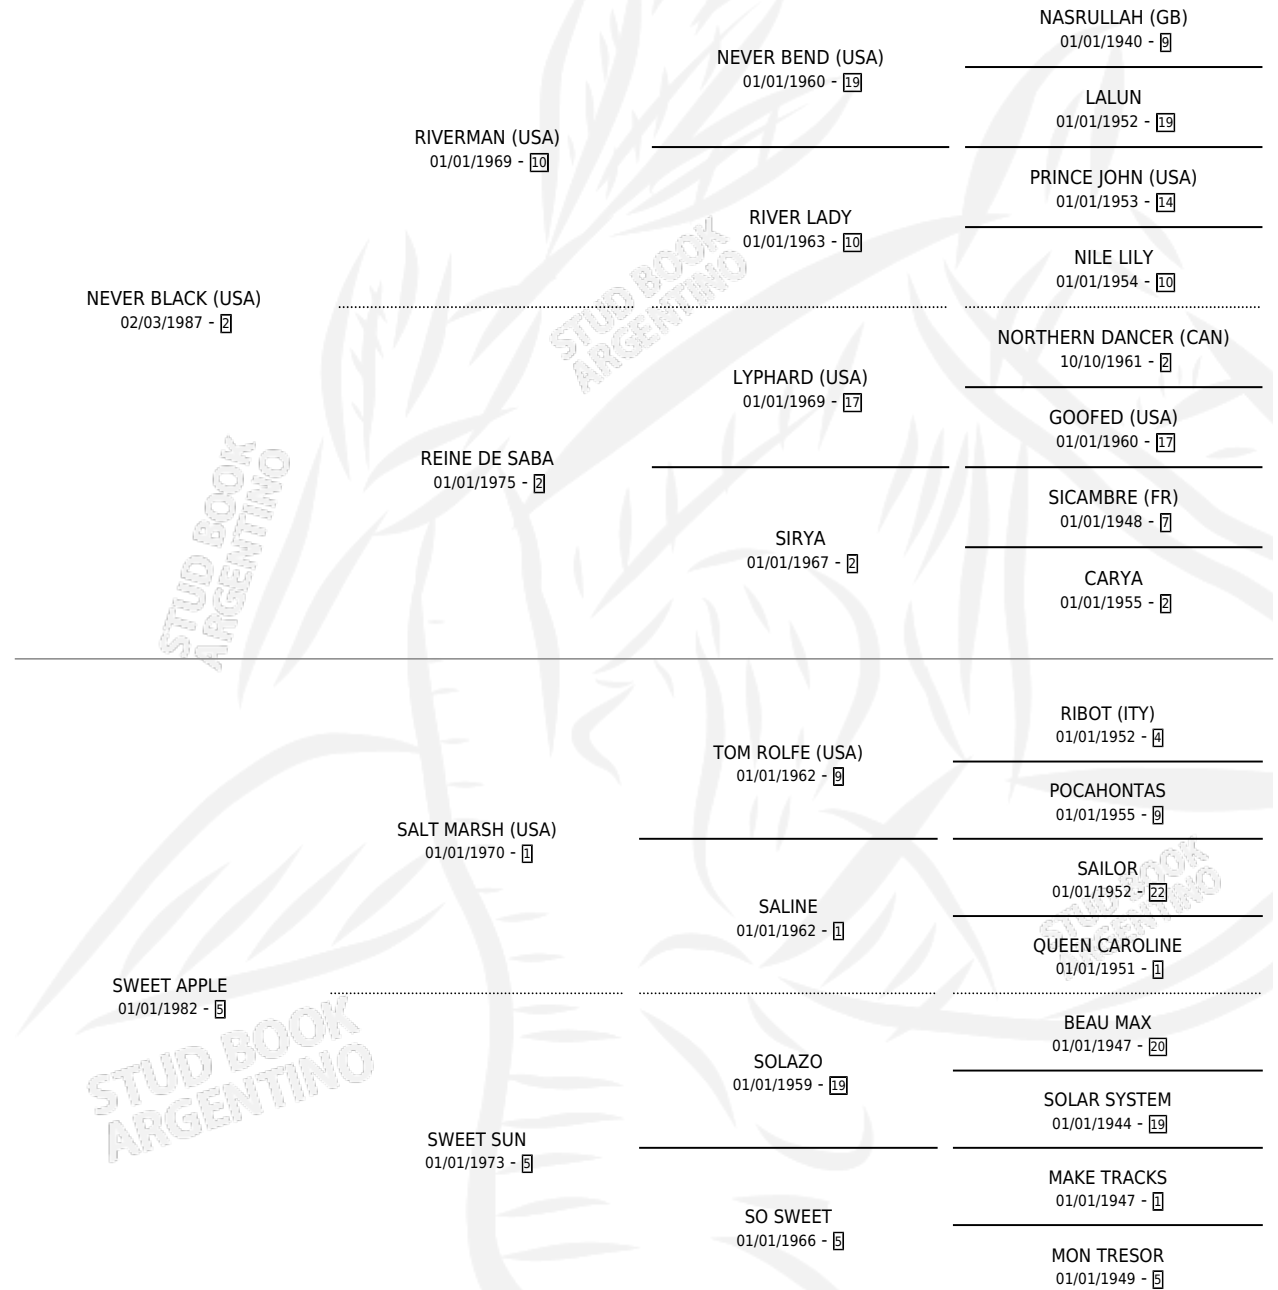 NASRULLAH (GB)
01/01/1940 - 9
NEVER BEND (USA)
01/01/1960 - 19
LALUN
01/01/1952 - 19
RIVERMAN (USA)
01/01/1969 - 10
PRINCE JOHN (USA)
01/01/1953 - 14
RIVER LADY
01/01/1963 - 10
NILE LILY
01/01/1954 - 10
NEVER BLACK (USA)
02/03/1987 - 2
NORTHERN DANCER (CAN)
10/10/1961 - 2
LYPHARD (USA)
01/01/1969 - 17
GOOFED (USA)
01/01/1960 - 17
REINE DE SABA
01/01/1975 - 2
SICAMBRE (FR)
01/01/1948 - 7
SIRYA
01/01/1967 - 2
CARYA
01/01/1955 - 2
RIBOT (ITY)
01/01/1952 - 4
TOM ROLFE (USA)
01/01/1962 - 9
POCAHONTAS
01/01/1955 - 9
SALT MARSH (USA)
01/01/1970 - 1
SAILOR
01/01/1952 - 22
SALINE
01/01/1962 - 1
QUEEN CAROLINE
01/01/1951 - 1
SWEET APPLE
01/01/1982 - 5
BEAU MAX
01/01/1947 - 20
SOLAZO
01/01/1959 - 19
SOLAR SYSTEM
01/01/1944 - 19
SWEET SUN
01/01/1973 - 5
MAKE TRACKS
01/01/1947 - 1
SO SWEET
01/01/1966 - 5
MON TRESOR
01/01/1949 - 5
STUD BOOK
ARGENTINO
STUD BOOK
ARGENTINO
STUD BOOK
ARGENTINO
STUD BOOK
ARGENTINO